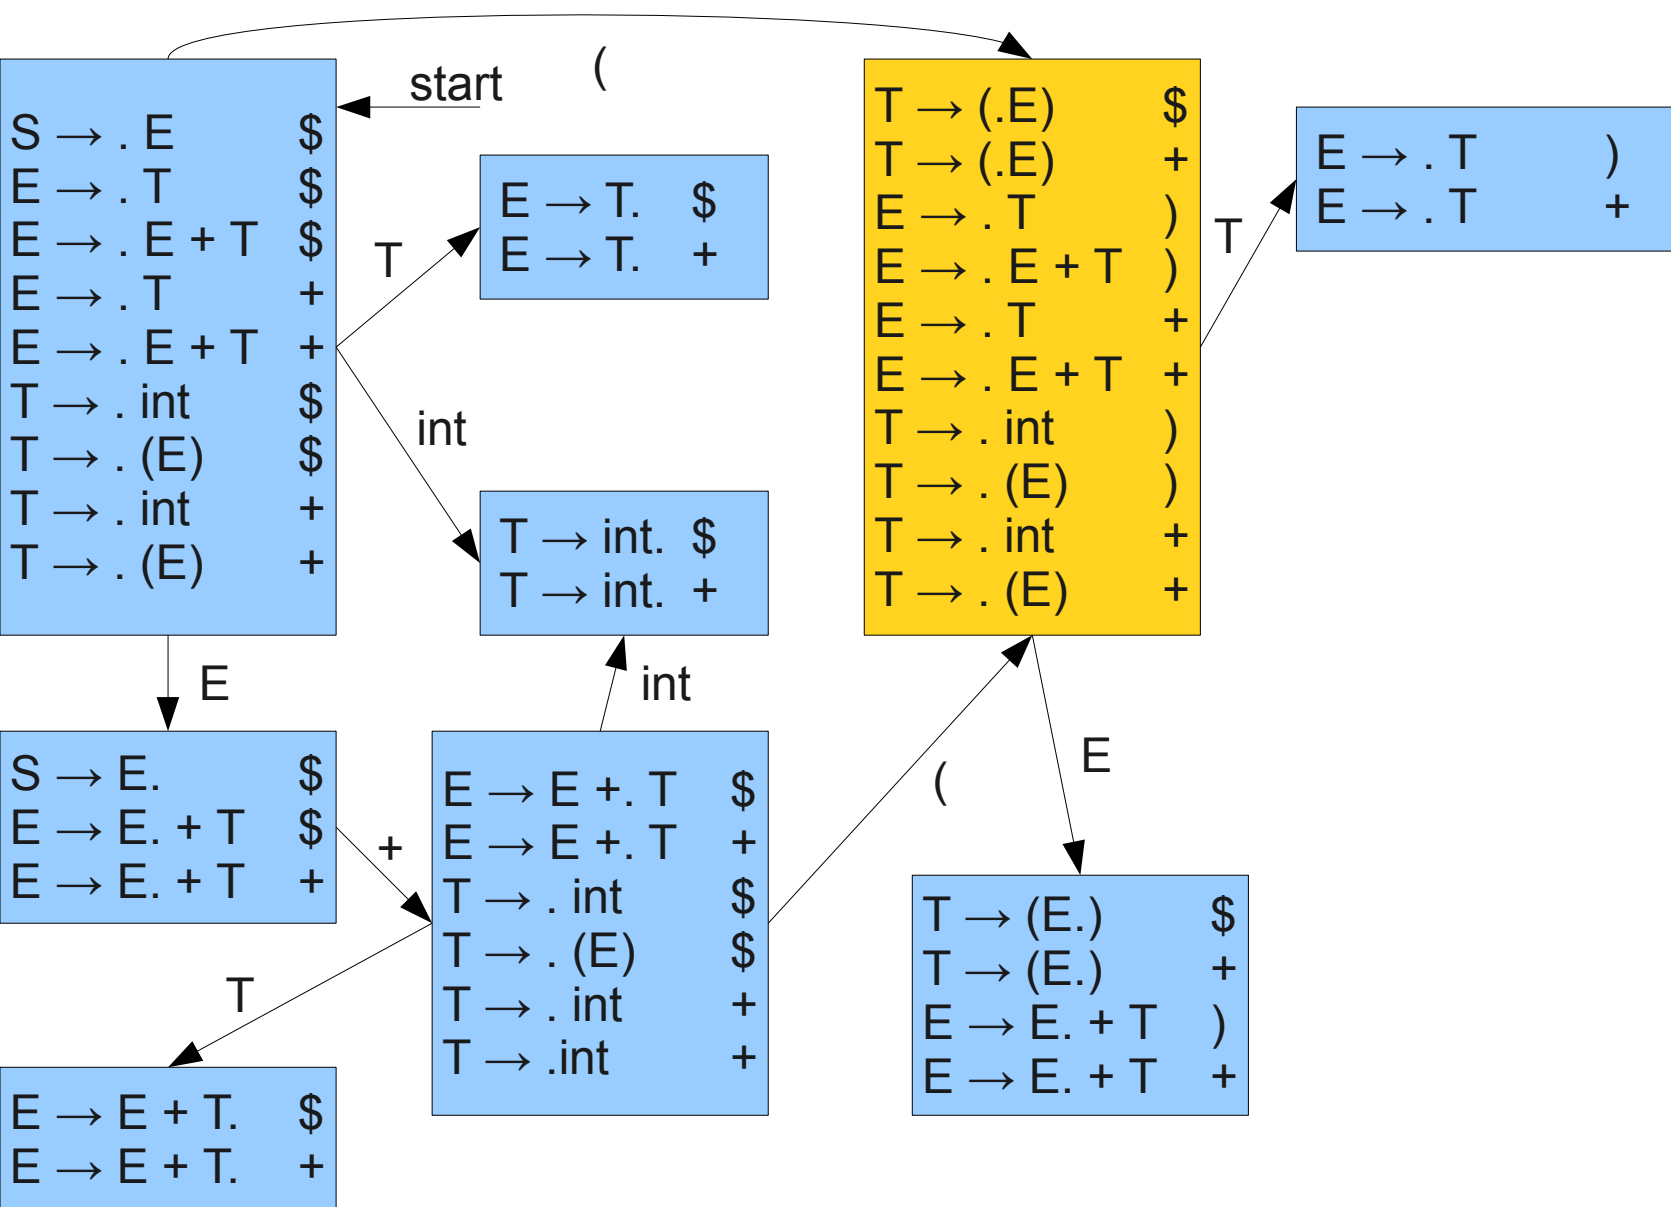 start
(
S → . E $
E → . T $
E → . E + T $
E → . T +
E → . E + T +
T → . int $
T → . (E) $
T → . int +
T → . (E) +
T
E → T. $
E → T. +
int
T → int. $
T → int. +
T → (.E) $
T → (.E) +
E → . T )
E → . E + T )
E → . T +
E → . E + T +
T → . int )
T → . (E) )
T → . int +
T → . (E) +
T
E → . T )
E → . T +
E
int
S → E. $
E → E. + T $
E → E. + T +
+
E → E +. T $
E → E +. T +
T → . int $
T → . (E) $
T → . int +
T → .int +
(
E
T → (E.) $
T → (E.) +
E → E. + T )
E → E. + T +
T
E → E + T. $
E → E + T. +